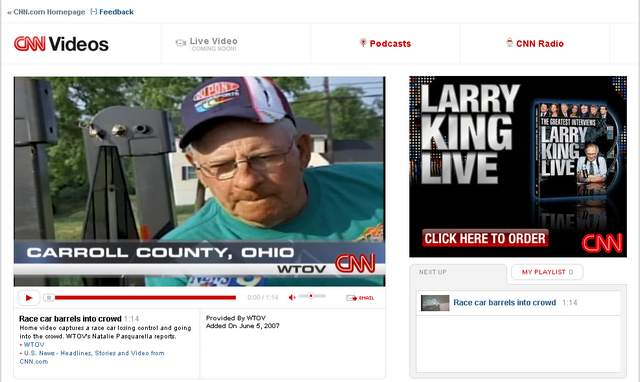 « CNN.com Homepage [-] Feedback
CNN Videos
Live Video
COMING SOON!
Podcasts
CNN Radio
DUPONT
CARROLL COUNTY, OHIO
WTOV CNN
0:00 / 1:14
EMAIL
Race car barrels into crowd 1:14
Home video captures a race car losing control and going
into the crowd. WTOV's Natalie Pasquarella reports.
• WTOV
• U.S. News - Headlines, Stories and Video from
CNN.com
Provided By WTOV
Added On June 5, 2007
LARRY
KING
LIVE
THE GREATEST INTERVIEWS
LARRY
KING
LIVE
CLICK HERE TO ORDER
CNN
NEXT UP
MY PLAYLIST 0
Race car barrels into crowd 1:14